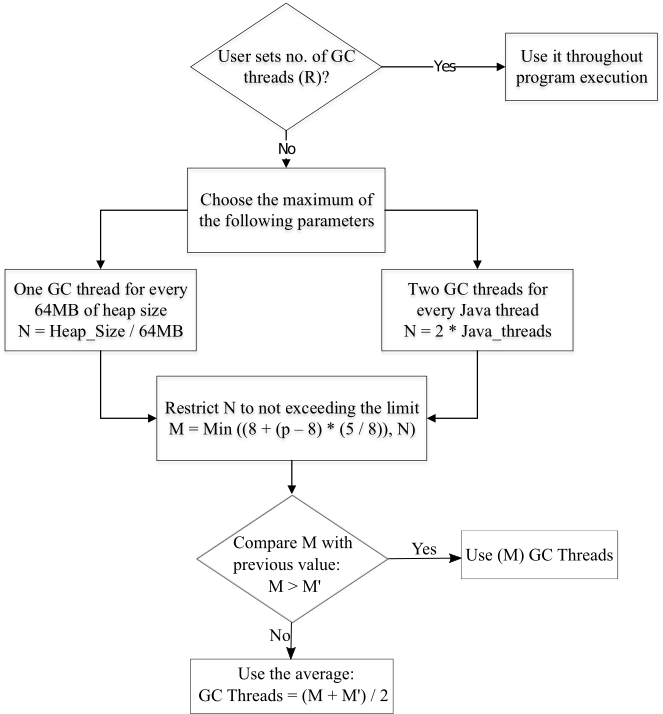 User sets no. of GC
threads (R)?
Yes
Use it throughout
program execution
No
Choose the maximum of
the following parameters
One GC thread for every
64MB of heap size
N = Heap_Size / 64MB
Two GC threads for
every Java thread
N = 2 * Java_threads
Restrict N to not exceeding the limit
M = Min ((8 + (p – 8) * (5 / 8)), N)
Compare M with
previous value:
M > M'
Yes
Use (M) GC Threads
No
Use the average:
GC Threads = (M + M') / 2